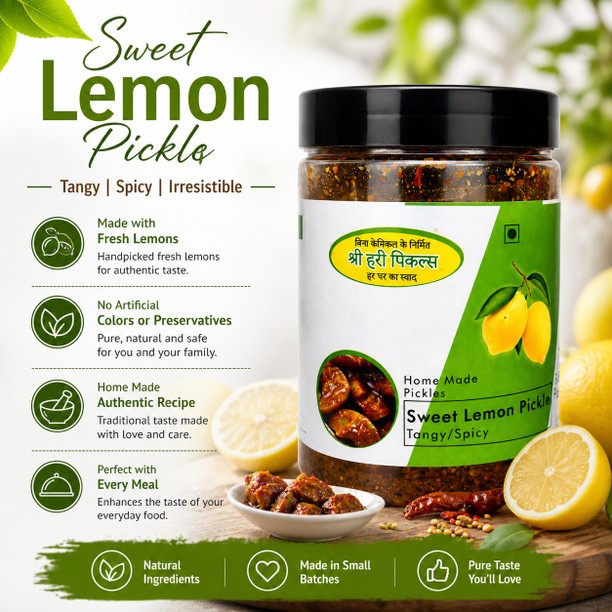 Sweet
Lemon
Pickle
Tangy | Spicy | Irresistible
Made with
Fresh Lemons
Handpicked fresh lemons
for authentic taste.
No Artificial
Colors or Preservatives
Pure, natural and safe
for you and your family.
Home Made
Authentic Recipe
Traditional taste made
with love and care.
Perfect with
Every Meal
Enhances the taste of your
everyday food.
बिना केमिकल के निर्मित
श्री हरी पिकल्स
हर घर का स्वाद
Home Made
Pickles
Sweet Lemon Pickle
Tangy/Spicy
Natural
Ingredients
Made in Small
Batches
Pure Taste
You'll Love